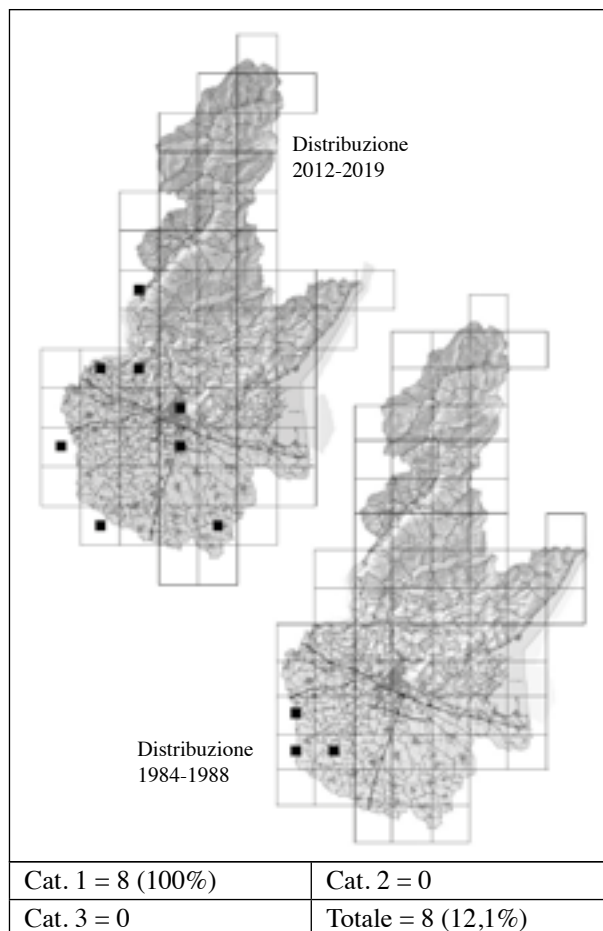 Distribuzione
2012-2019
Distribuzione
1984-1988
Cat. 1 = 8 (100%)
Cat. 2 = 0
Cat. 3 = 0
Totale = 8 (12,1%)